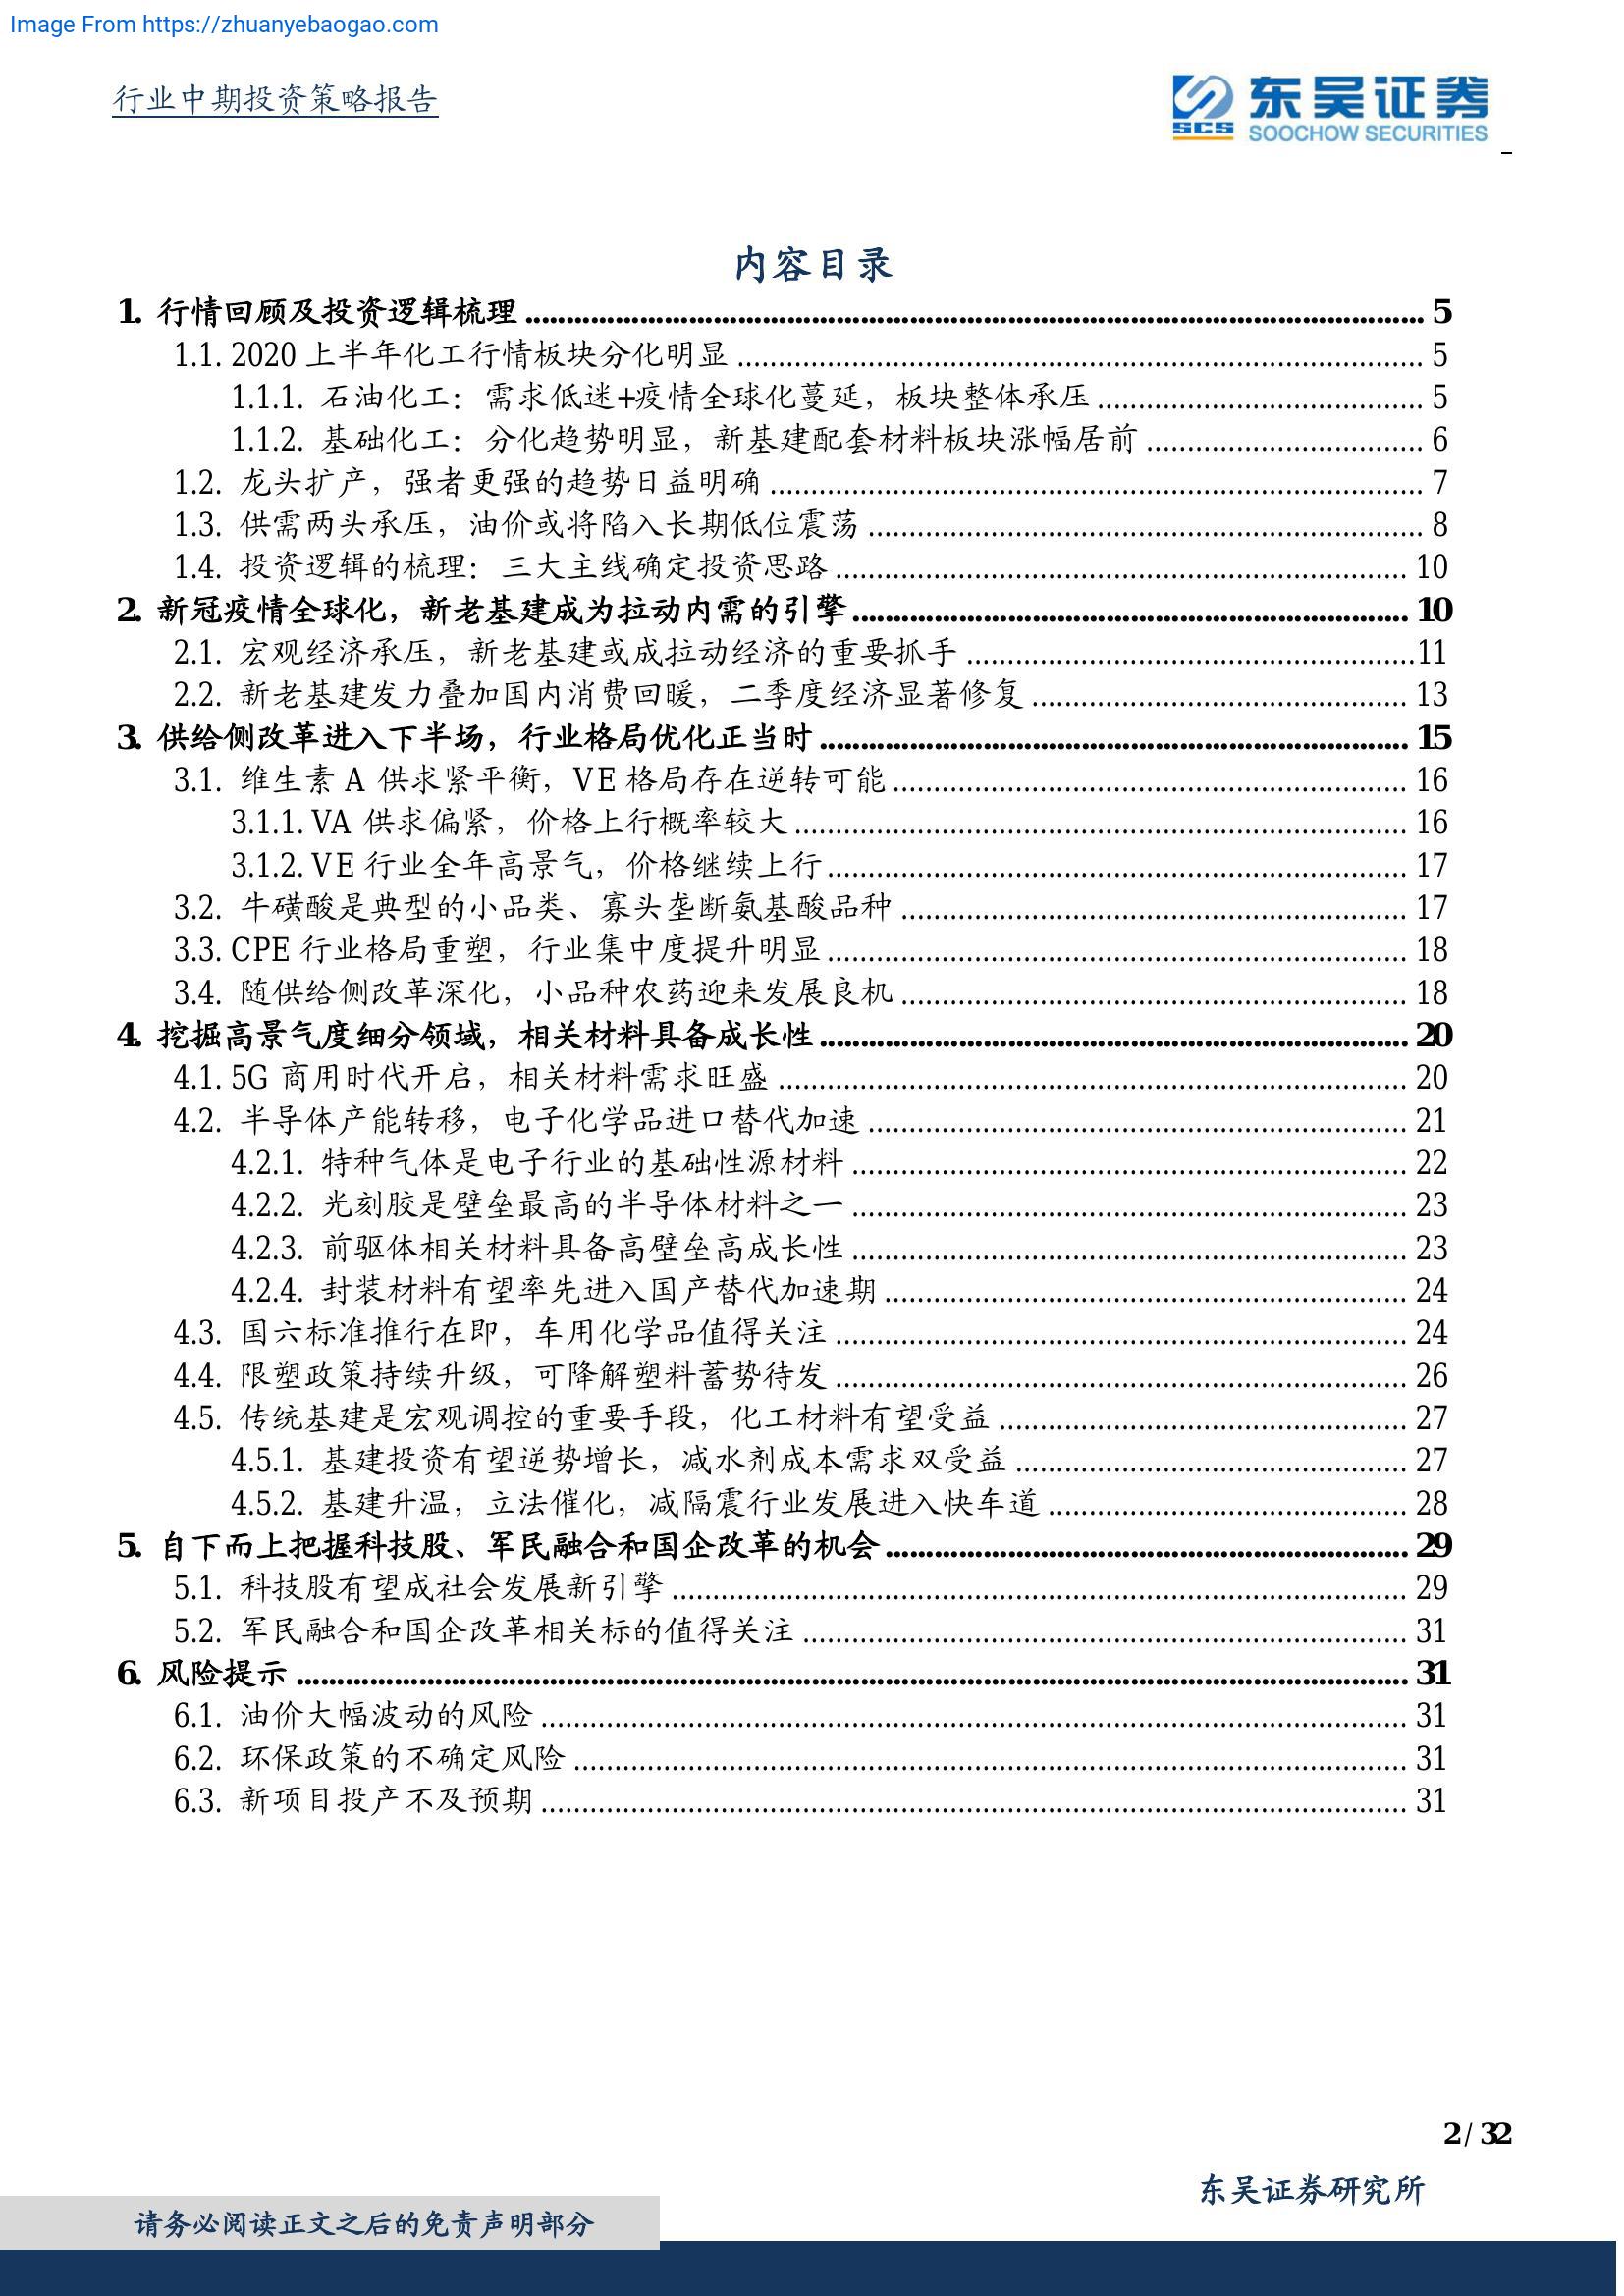 Image From https://zhuanyebaogao.com
行业中期投资策略报告
SCS 东吴证券
SOOCHOW SECURITIES
内容目录
1. 行情回顾及投资逻辑梳理 ........ 5
1.1. 2020 上半年化工行情板块分化明显 ........ 5
1.1.1. 石油化工：需求低迷+疫情全球化蔓延，板块整体承压 ........ 5
1.1.2. 基础化工：分化趋势明显，新基建配套材料板块涨幅居前 ........ 6
1.2. 龙头扩产，强者更强的趋势日益明确 ........ 7
1.3. 供需两头承压，油价或将陷入长期低位震荡 ........ 8
1.4. 投资逻辑的梳理：三大主线确定投资思路 ........ 10
2. 新冠疫情全球化，新老基建成为拉动内需的引擎 ........ 10
2.1. 宏观经济承压，新老基建或成拉动经济的重要抓手 ........ 11
2.2. 新老基建发力叠加国内消费回暖，二季度经济显著修复 ........ 13
3. 供给侧改革进入下半场，行业格局优化正当时 ........ 15
3.1. 维生素 A 供求紧平衡，VE 格局存在逆转可能 ........ 16
3.1.1. VA 供求偏紧，价格上行概率较大 ........ 16
3.1.2. VE 行业全年高景气，价格继续上行 ........ 17
3.2. 牛磺酸是典型的小品类、寡头垄断氨基酸品种 ........ 17
3.3. CPE 行业格局重塑，行业集中度提升明显 ........ 18
3.4. 随供给侧改革深化，小品种农药迎来发展良机 ........ 18
4. 挖掘高景气度细分领域，相关材料具备成长性 ........ 20
4.1. 5G 商用时代开启，相关材料需求旺盛 ........ 20
4.2. 半导体产能转移，电子化学品进口替代加速 ........ 21
4.2.1. 特种气体是电子行业的基础性源材料 ........ 22
4.2.2. 光刻胶是壁垒最高的半导体材料之一 ........ 23
4.2.3. 前驱体相关材料具备高壁垒高成长性 ........ 23
4.2.4. 封装材料有望率先进入国产替代加速期 ........ 24
4.3. 国六标准推行在即，车用化学品值得关注 ........ 24
4.4. 限塑政策持续升级，可降解塑料蓄势待发 ........ 26
4.5. 传统基建是宏观调控的重要手段，化工材料有望受益 ........ 27
4.5.1. 基建投资有望逆势增长，减水剂成本需求双受益 ........ 27
4.5.2. 基建升温，立法催化，减隔震行业发展进入快车道 ........ 28
5. 自下而上把握科技股、军民融合和国企改革的机会 ........ 29
5.1. 科技股有望成社会发展新引擎 ........ 29
5.2. 军民融合和国企改革相关标的值得关注 ........ 31
6. 风险提示 ........ 31
6.1. 油价大幅波动的风险 ........ 31
6.2. 环保政策的不确定风险 ........ 31
6.3. 新项目投产不及预期 ........ 31
2 / 32
东吴证券研究所
请务必阅读正文之后的免责声明部分